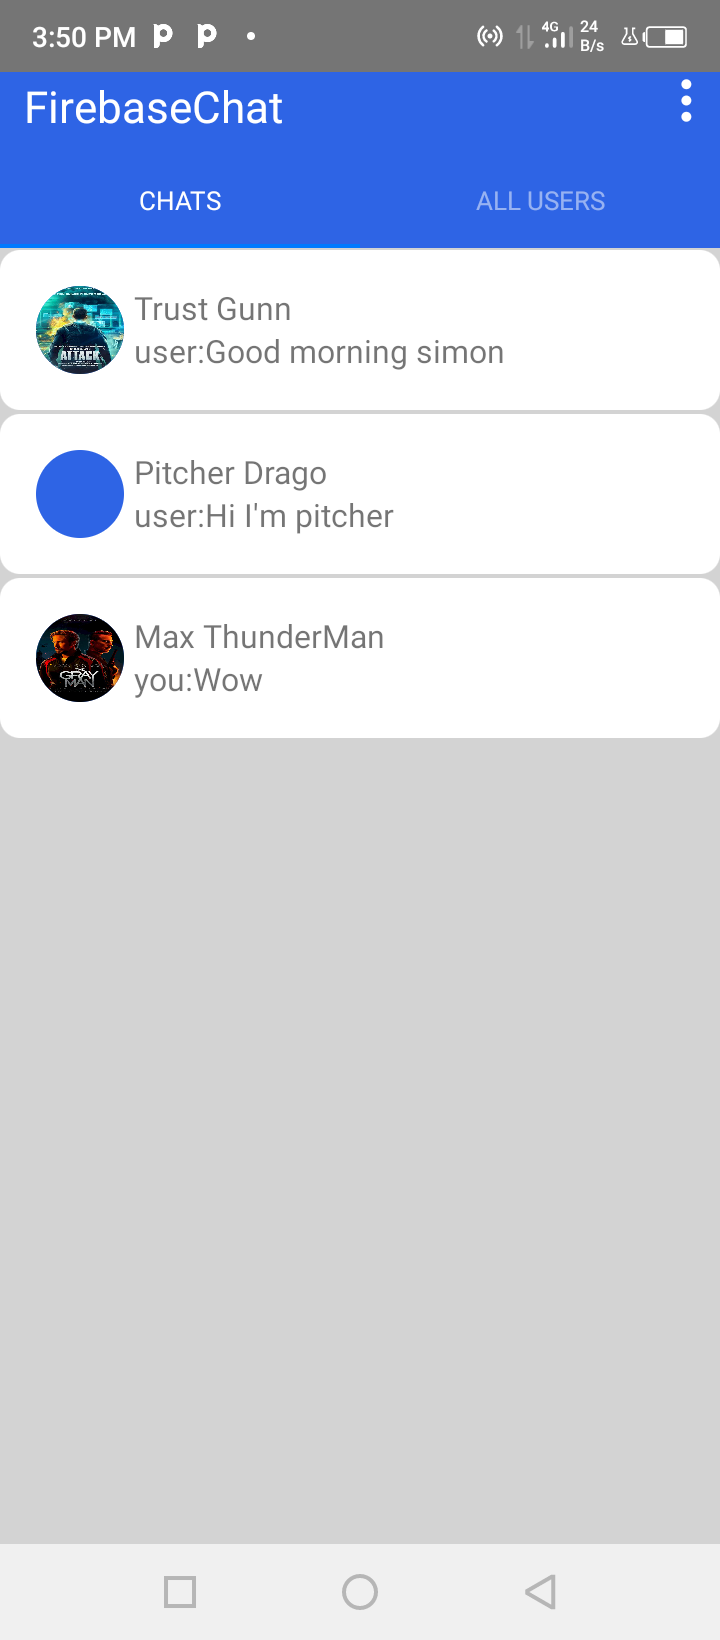 3:50 PM
4G
24
B/s
FirebaseChat
CHATS
ALL USERS
ATTACK
Trust Gunn
user:Good morning simon
Pitcher Drago
user:Hi I'm pitcher
GRAY
MAN
Max ThunderMan
you:Wow